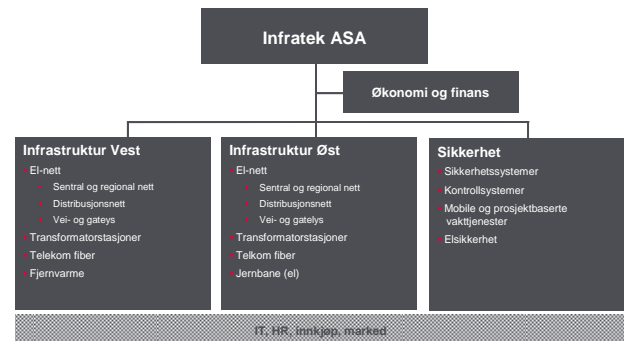 Infratek ASA
Økonomi og finans
Infrastruktur Vest
El-nett
Sentral og regional nett
Distribusjonsnett
Vei- og gateys
Transformatorstasjoner
Telekom fiber
Fjernvarme
Infrastruktur Øst
El-nett
Sentral og regional nett
Distribusjonsnett
Vei- og gatelys
Transformatorstasjoner
Telkom fiber
Jernbane (el)
Sikkerhet
Sikkerhetssystemer
Kontrollsystemer
Mobile og prosjektbaserte
vakttjenester
Elsikkerhet
IT, HR, innkjøp, marked